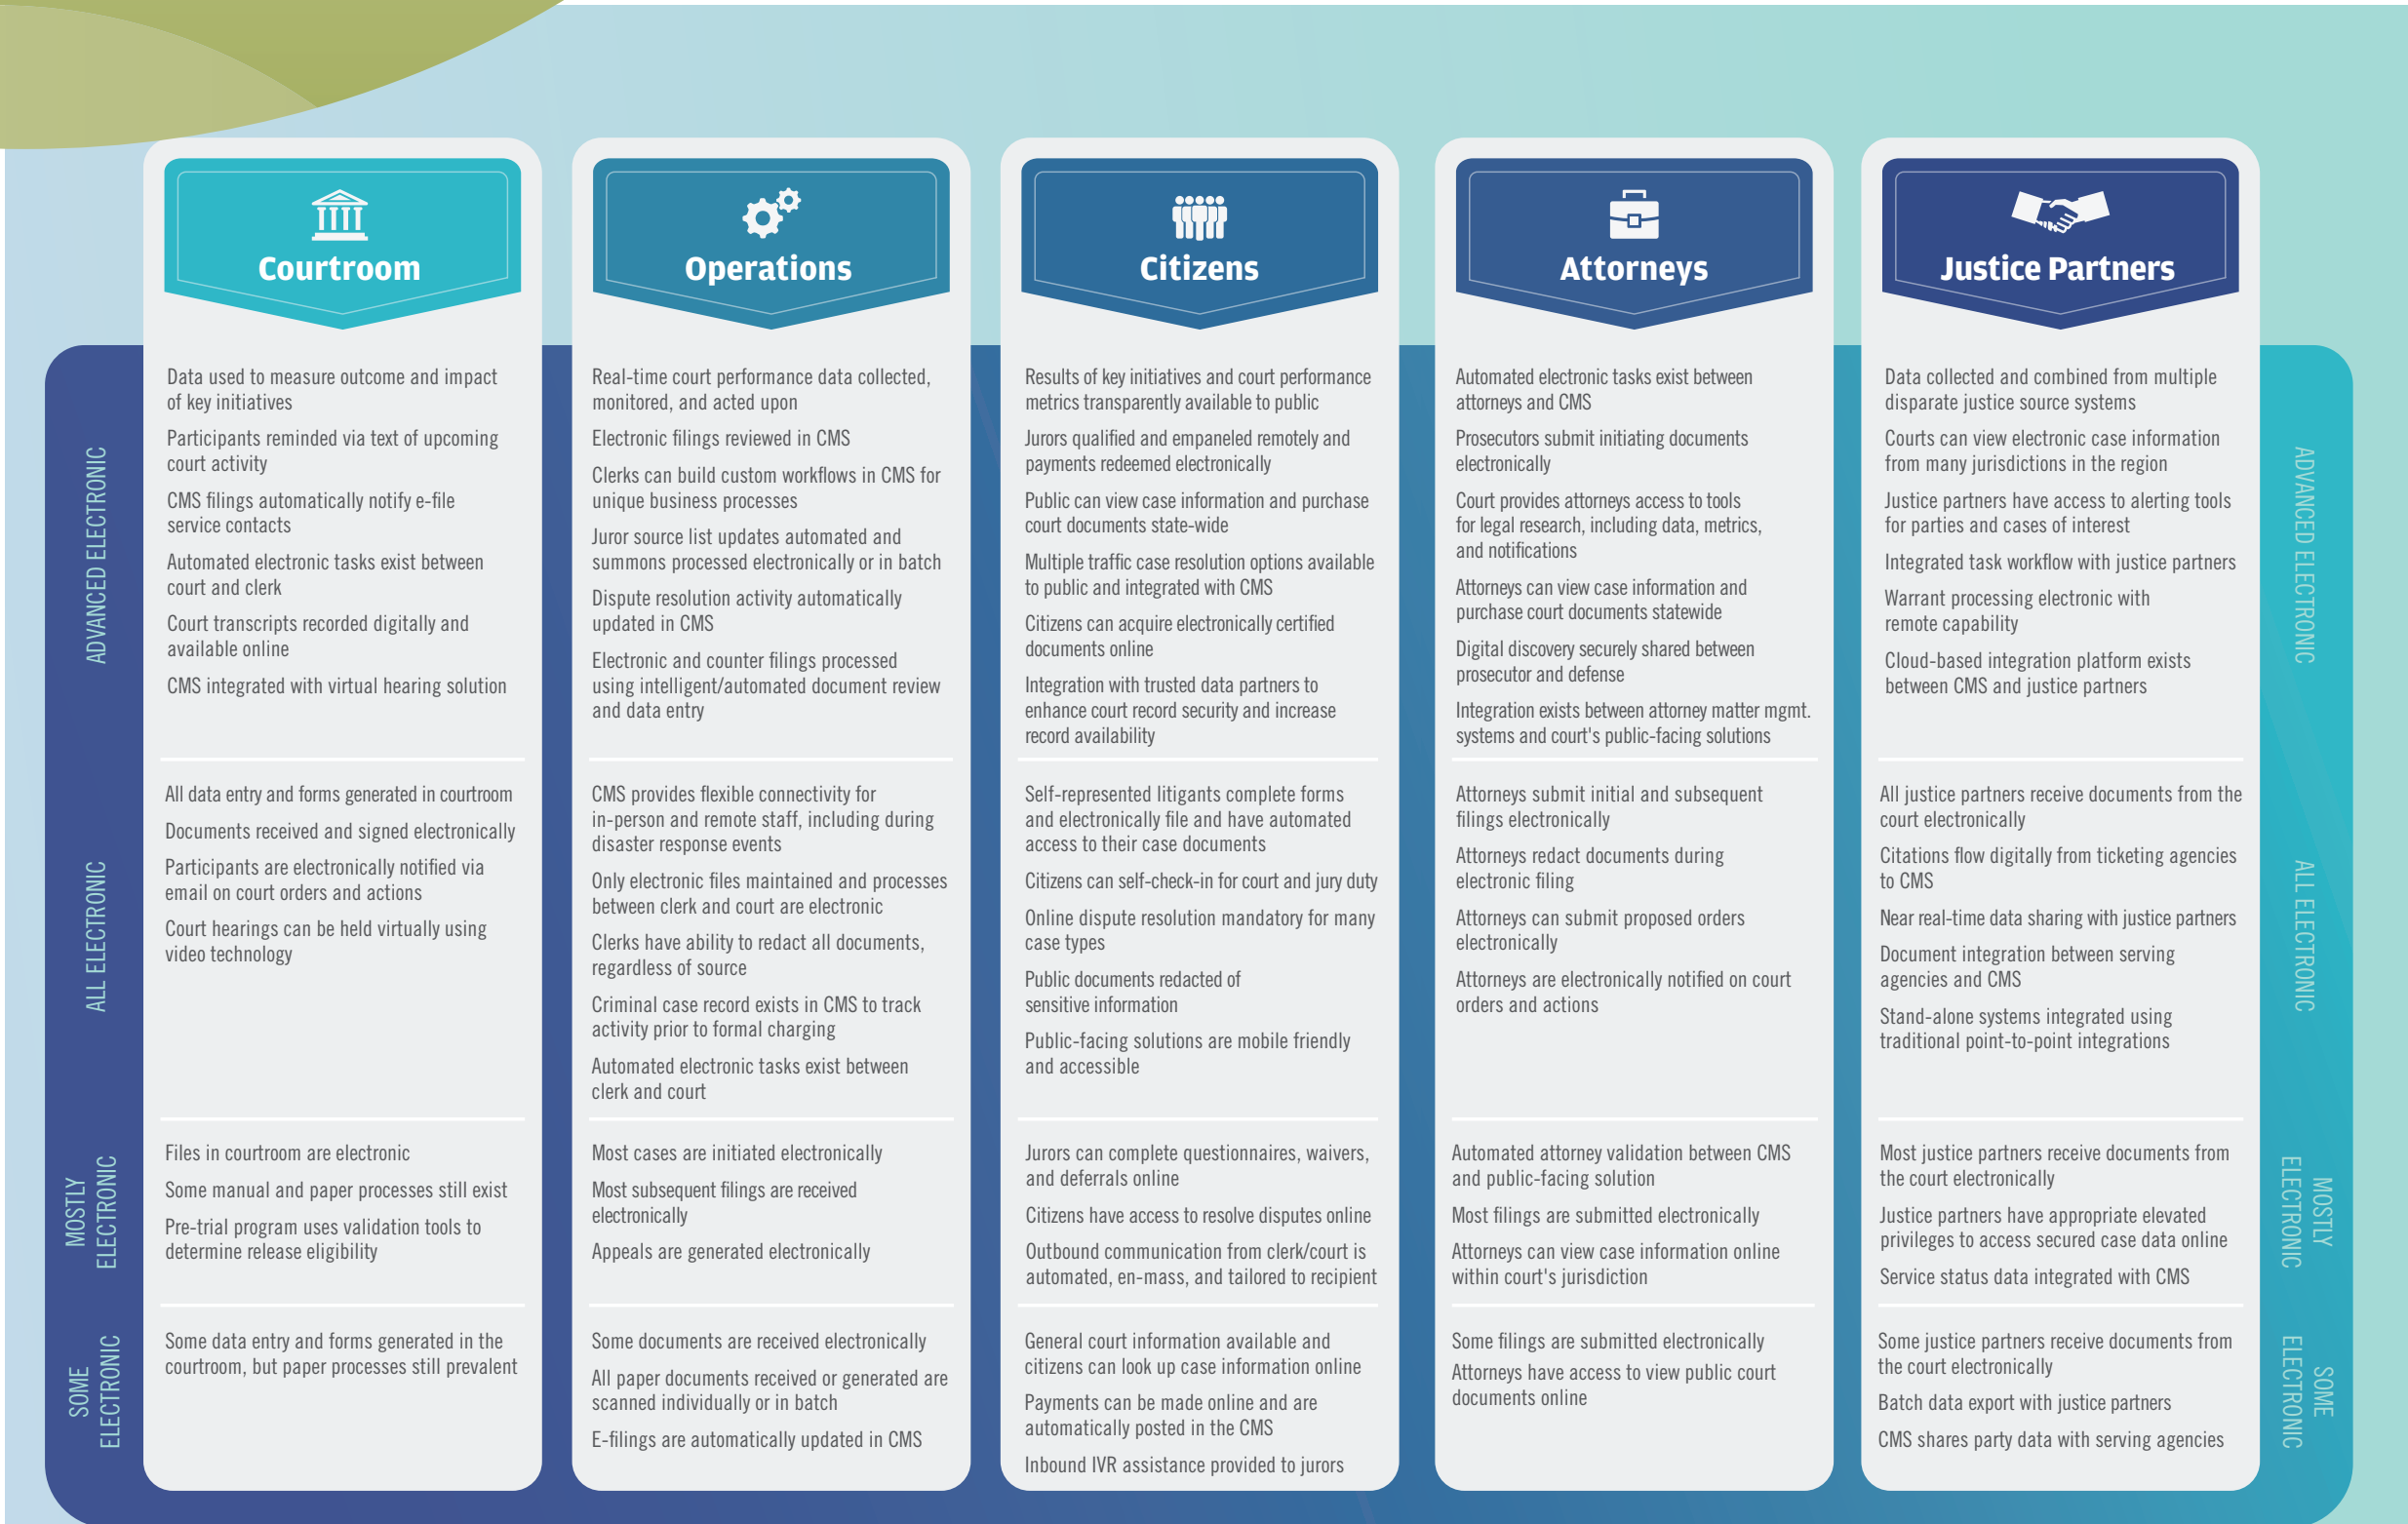 Courtroom
Operations
Citizens
Attorneys
Justice Partners
ADVANCED ELECTRONIC
Data used to measure outcome and impact
of key initiatives
Participants reminded via text of upcoming
court activity
CMS filings automatically notify e-file
service contacts
Automated electronic tasks exist between
court and clerk
Court transcripts recorded digitally and
available online
CMS integrated with virtual hearing solution
Real-time court performance data collected,
monitored, and acted upon
Electronic filings reviewed in CMS
Clerks can build custom workflows in CMS for
unique business processes
Juror source list updates automated and
summons processed electronically or in batch
Dispute resolution activity automatically
updated in CMS
Electronic and counter filings processed
using intelligent/automated document review
and data entry
Results of key initiatives and court performance
metrics transparently available to public
Jurors qualified and empaneled remotely and
payments redeemed electronically
Public can view case information and purchase
court documents state-wide
Multiple traffic case resolution options available
to public and integrated with CMS
Citizens can acquire electronically certified
documents online
Integration with trusted data partners to
enhance court record security and increase
record availability
Automated electronic tasks exist between
attorneys and CMS
Prosecutors submit initiating documents
electronically
Court provides attorneys access to tools
for legal research, including data, metrics,
and notifications
Attorneys can view case information and
purchase court documents statewide
Digital discovery securely shared between
prosecutor and defense
Integration exists between attorney matter mgmt.
systems and court's public-facing solutions
Data collected and combined from multiple
disparate justice source systems
Courts can view electronic case information
from many jurisdictions in the region
Justice partners have access to alerting tools
for parties and cases of interest
Integrated task workflow with justice partners
Warrant processing electronic with
remote capability
Cloud-based integration platform exists
between CMS and justice partners
ADVANCED ELECTRONIC
ALL ELECTRONIC
All data entry and forms generated in courtroom
Documents received and signed electronically
Participants are electronically notified via
email on court orders and actions
Court hearings can be held virtually using
video technology
CMS provides flexible connectivity for
in-person and remote staff, including during
disaster response events
Only electronic files maintained and processes
between clerk and court are electronic
Clerks have ability to redact all documents,
regardless of source
Criminal case record exists in CMS to track
activity prior to formal charging
Automated electronic tasks exist between
clerk and court
Self-represented litigants complete forms
and electronically file and have automated
access to their case documents
Citizens can self-check-in for court and jury duty
Online dispute resolution mandatory for many
case types
Public documents redacted of
sensitive information
Public-facing solutions are mobile friendly
and accessible
Attorneys submit initial and subsequent
filings electronically
Attorneys redact documents during
electronic filing
Attorneys can submit proposed orders
electronically
Attorneys are electronically notified on court
orders and actions
All justice partners receive documents from the
court electronically
Citations flow digitally from ticketing agencies
to CMS
Near real-time data sharing with justice partners
Document integration between serving
agencies and CMS
Stand-alone systems integrated using
traditional point-to-point integrations
ALL ELECTRONIC
MOSTLY
ELECTRONIC
Files in courtroom are electronic
Some manual and paper processes still exist
Pre-trial program uses validation tools to
determine release eligibility
Most cases are initiated electronically
Most subsequent filings are received
electronically
Appeals are generated electronically
Jurors can complete questionnaires, waivers,
and deferrals online
Citizens have access to resolve disputes online
Outbound communication from clerk/court is
automated, en-mass, and tailored to recipient
Automated attorney validation between CMS
and public-facing solution
Most filings are submitted electronically
Attorneys can view case information online
within court's jurisdiction
Most justice partners receive documents from
the court electronically
Justice partners have appropriate elevated
privileges to access secured case data online
Service status data integrated with CMS
MOSTLY
ELECTRONIC
SOME
ELECTRONIC
Some data entry and forms generated in the
courtroom, but paper processes still prevalent
Some documents are received electronically
All paper documents received or generated are
scanned individually or in batch
E-filings are automatically updated in CMS
General court information available and
citizens can look up case information online
Payments can be made online and are
automatically posted in the CMS
Inbound IVR assistance provided to jurors
Some filings are submitted electronically
Attorneys have access to view public court
documents online
Some justice partners receive documents from
the court electronically
Batch data export with justice partners
CMS shares party data with serving agencies
SOME
ELECTRONIC